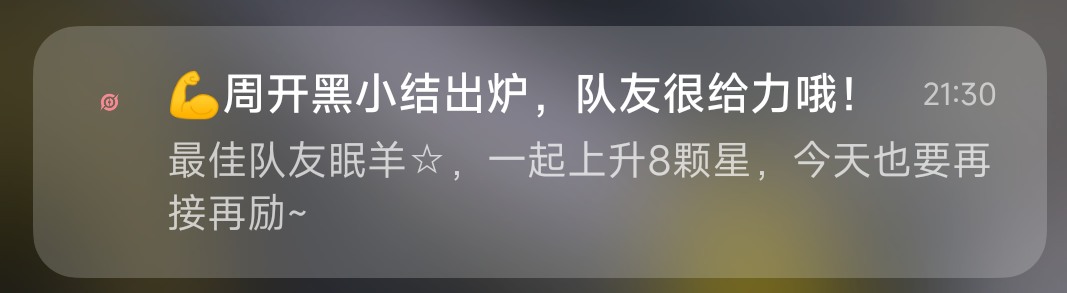 💪周开黑小结出炉，队友很给力哦！ 21:30
最佳队友眠羊☆，一起上升8颗星，今天也要再
接再励~